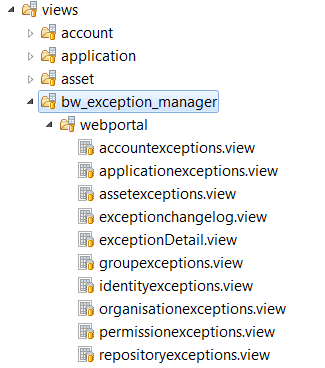 views
account
application
asset
bw_exception_manager
webportal
accountexceptions.view
applicationexceptions.view
assetexceptions.view
exceptionchangelog.view
exceptionDetail.view
groupexceptions.view
identityexceptions.view
organisationexceptions.view
permissionexceptions.view
repositoryexceptions.view